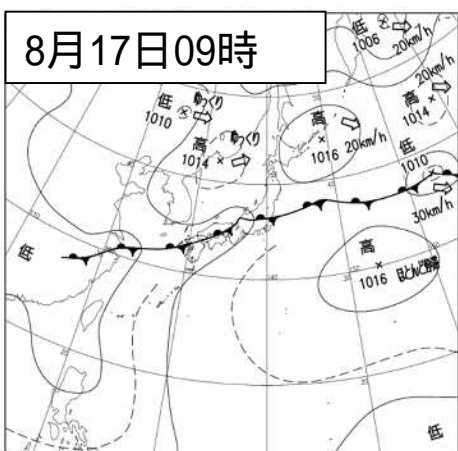 8月17日09時
低
1006
20km/h
20km/h
高
1014
低
1010
ゆっくり
高
1014
ゆっくり
高
1016
20km/h
低
1010
30km/h
低
高
1016
ほとんど停滞
低